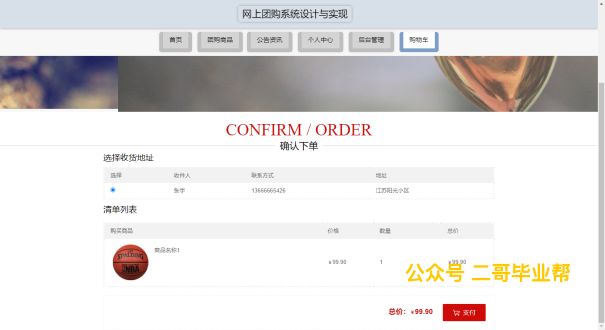 网上团购系统设计与实现
首页 团购商品 公告资讯 个人中心 后台管理 购物车
CONFIRM / ORDER
确认下单
选择收货地址
选择 收件人 联系方式 地址
张宇 13666665426 江苏阳光小区
清单列表
购买商品 价格 数量 总价
SPALDING
NBA
商品名称1
￥99.90 1 ￥99.90
公众号 二哥毕业帮
总价：￥99.90 支付